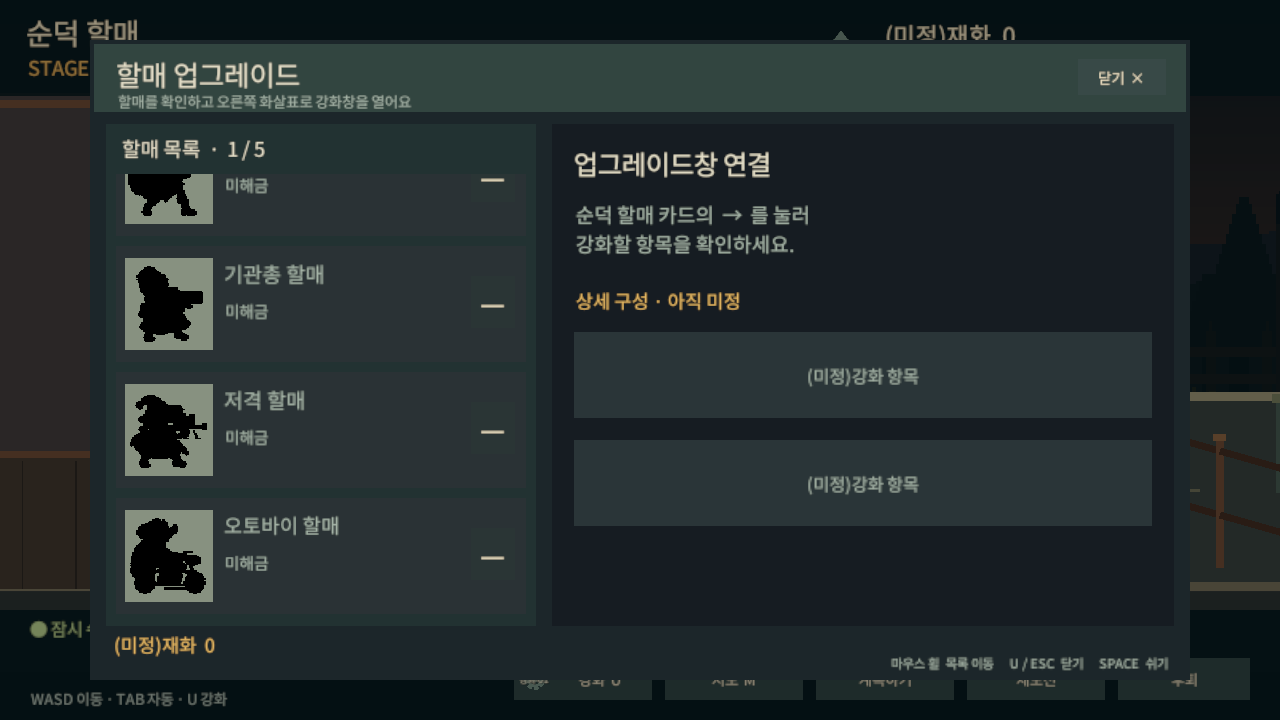 순덕 할매
(미정)재화 0
STAGE
할매 업그레이드
할매를 확인하고 오른쪽 화살표로 강화창을 열어요
닫기 ×
할매 목록 · 1 / 5
미해금
기관총 할매
미해금
저격 할매
미해금
오토바이 할매
미해금
(미정)재화 0
업그레이드창 연결
순덕 할매 카드의 → 를 눌러
강화할 항목을 확인하세요.
상세 구성 · 아직 미정
(미정)강화 항목
(미정)강화 항목
마우스 휠 목록 이동 U / ESC 닫기 SPACE 쉬기
잠시
WASD 이동 · TAB 자동 · U 강화
강화 U
지도 M